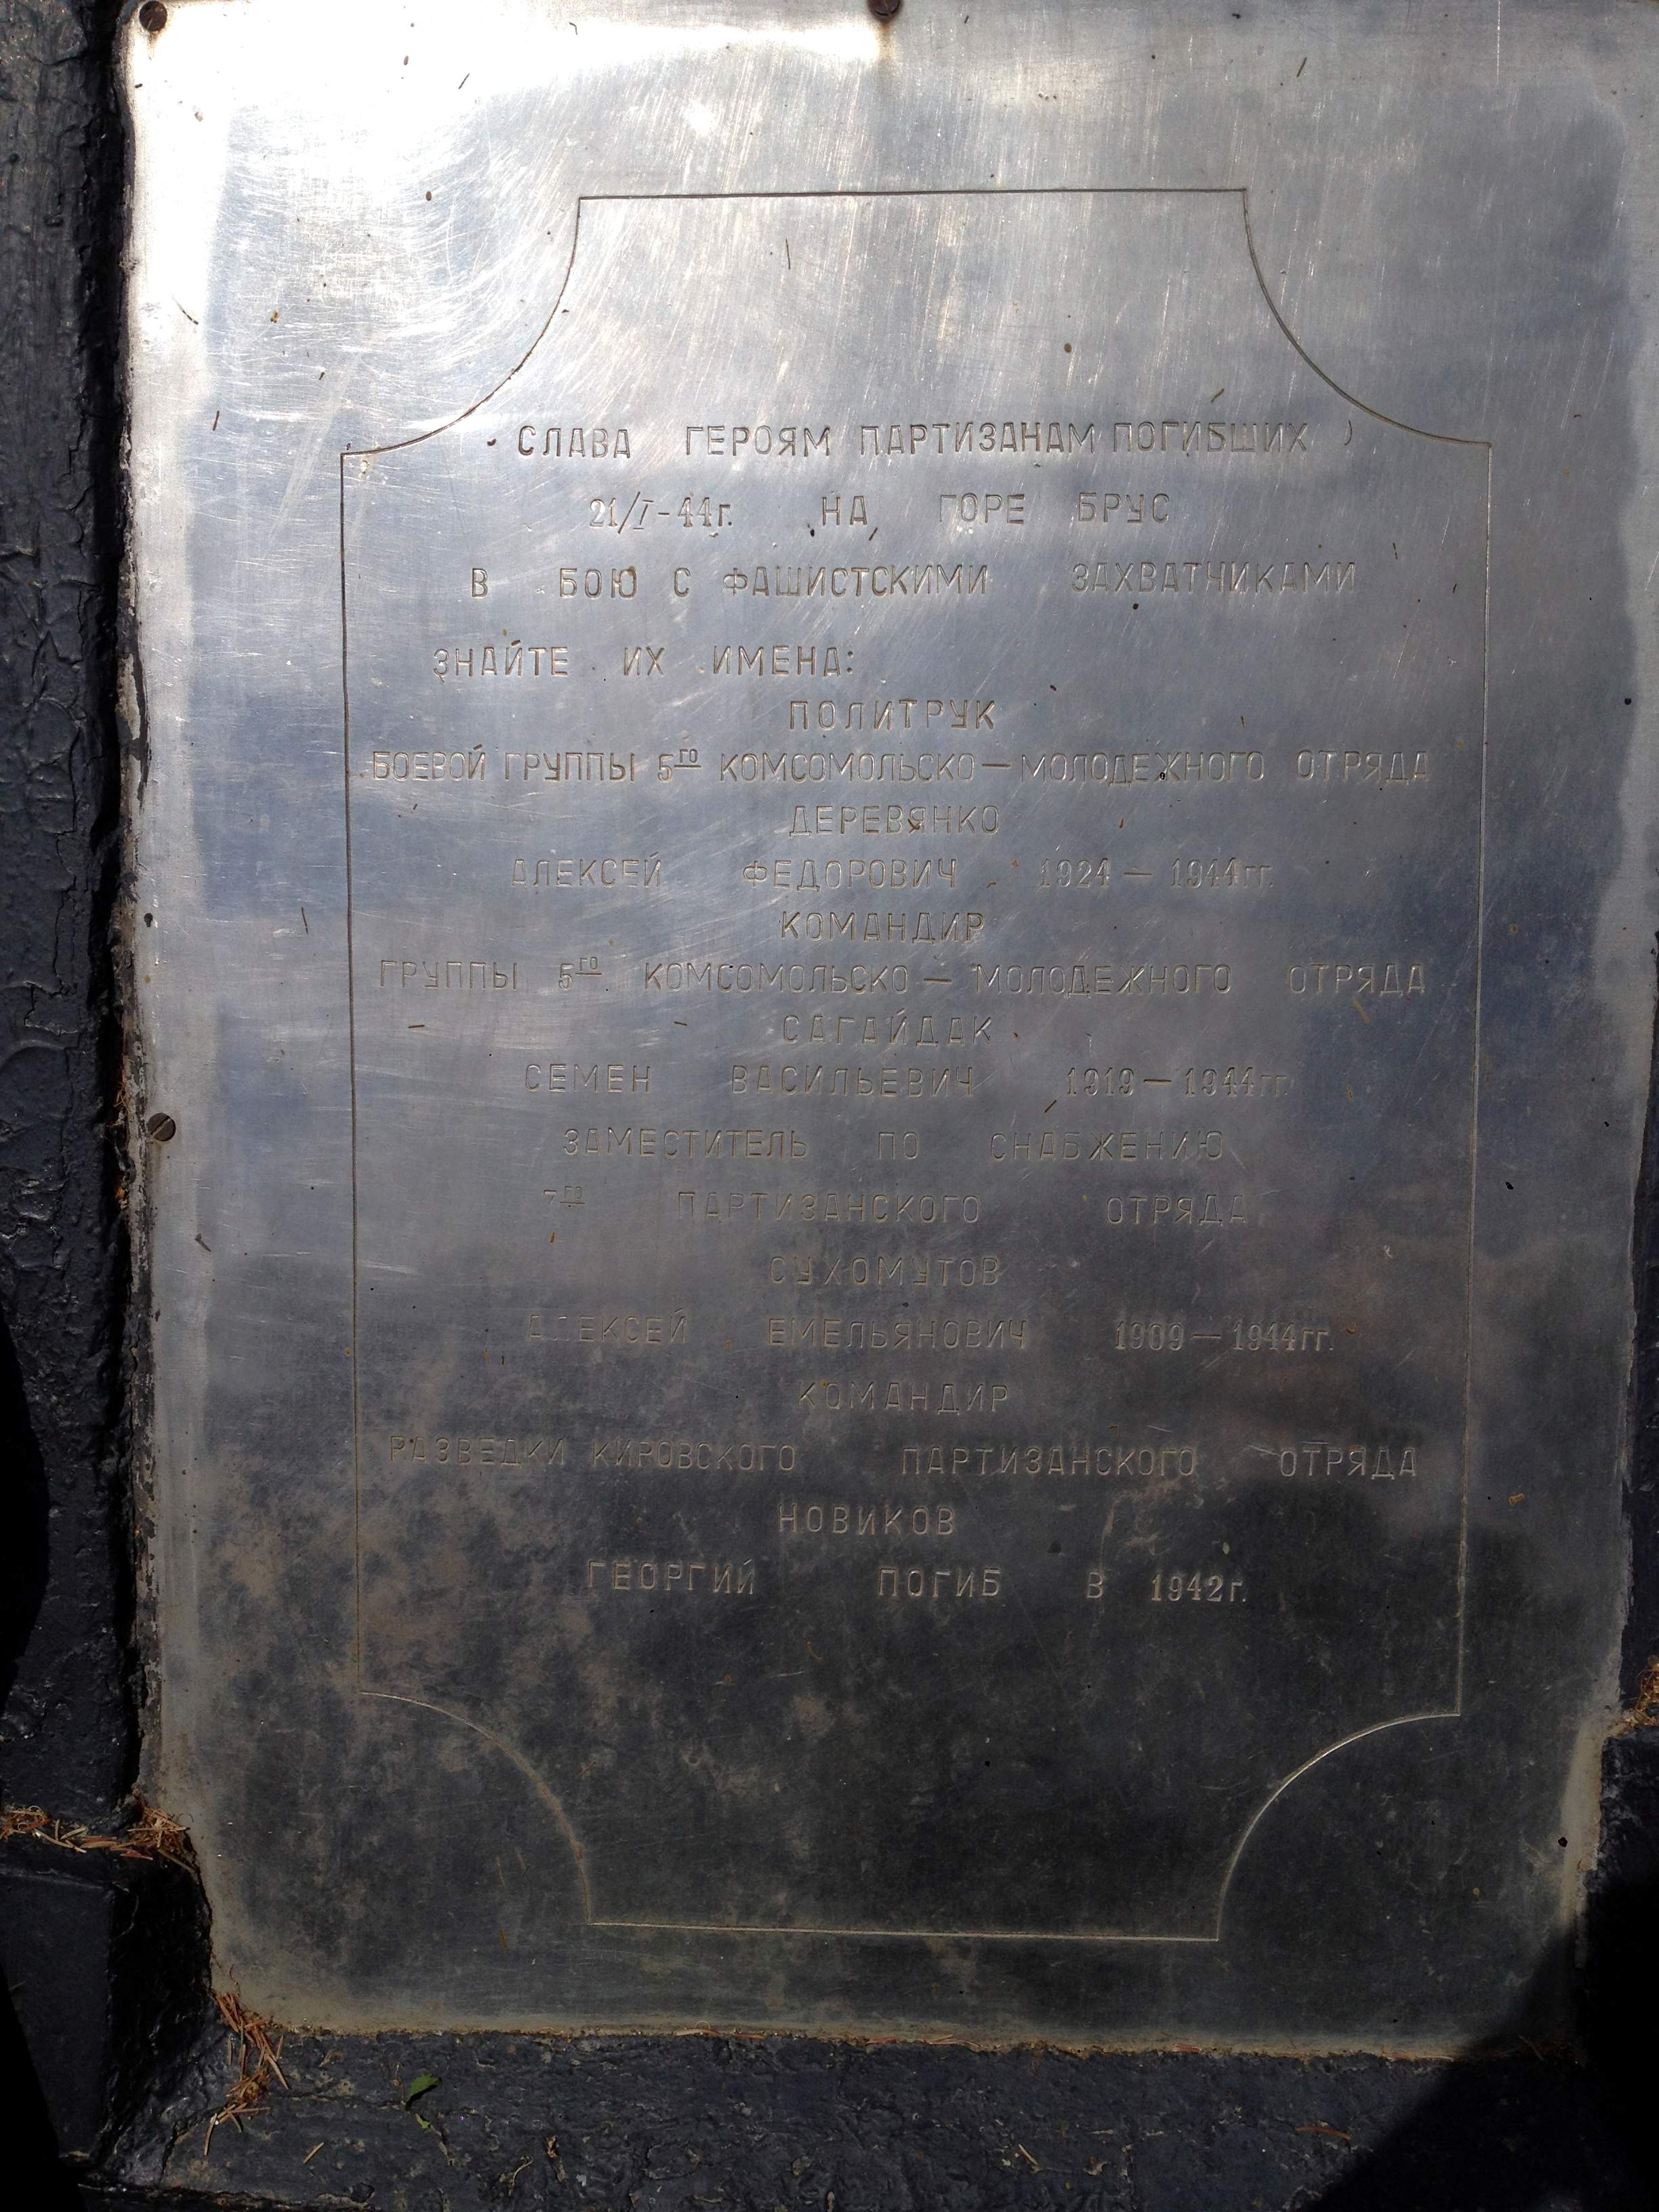 СЛАВА ГЕРОЯМ ПАРТИЗАНАМ ПОГИБШИХ
21/I-44г. НА ГОРЕ БРУС
В БОЮ С ФАШИСТСКИМИ ЗАХВАТЧИКАМИ
ЗНАЙТЕ ИХ ИМЕНА:
ПОЛИТРУК
БОЕВОЙ ГРУППЫ 5ГО КОМСОМОЛЬСКО—МОЛОДЕЖНОГО ОТРЯДА
ДЕРЕВЯНКО
АЛЕКСЕЙ ФЕДОРОВИЧ 1924 — 1944гг.
КОМАНДИР
ГРУППЫ 5ГО КОМСОМОЛЬСКО — МОЛОДЕЖНОГО ОТРЯДА
САГАЙДАК
СЕМЕН ВАСИЛЬЕВИЧ 1919 — 1944гг.
ЗАМЕСТИТЕЛЬ ПО СНАБЖЕНИЮ
7ГО ПАРТИЗАНСКОГО ОТРЯДА
СУХОМУТОВ
АЛЕКСЕЙ ЕМЕЛЬЯНОВИЧ 1909 — 1944гг.
КОМАНДИР
РАЗВЕДКИ КИРОВСКОГО ПАРТИЗАНСКОГО ОТРЯДА
НОВИКОВ
ГЕОРГИЙ ПОГИБ В 1942г.